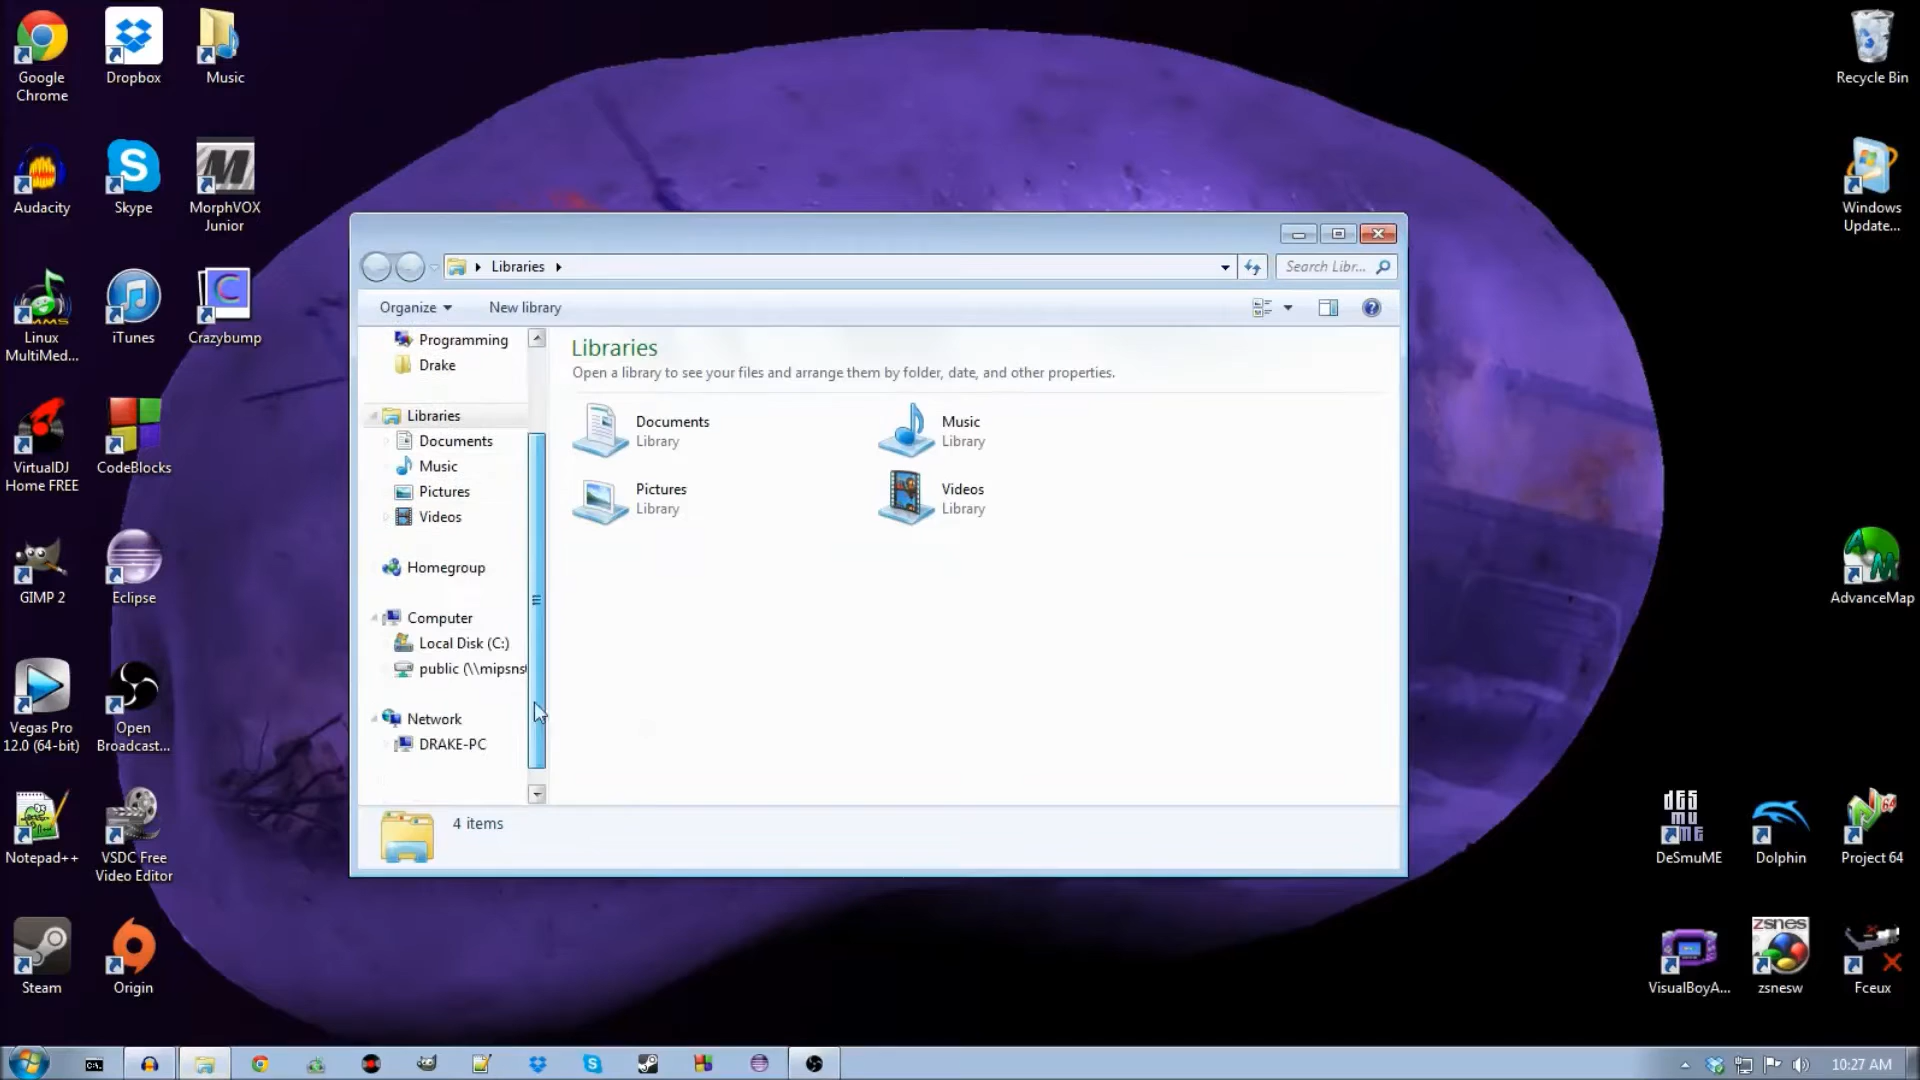 Google
Chrome
Dropbox
Music
Recycle Bin
Audacity
Skype
MorphVOX
Junior
Windows
Update...
Linux
MultiMed...
iTunes
Crazybump
VirtualDJ
Home FREE
CodeBlocks
GIMP 2
Eclipse
AdvanceMap
Vegas Pro
12.0 (64-bit)
Open
Broadcast...
Notepad++
VSDC Free
Video Editor
DeSmuME
Dolphin
Project 64
Steam
Origin
VisualBoyA...
zsnes
zsnesw
Fceux
Libraries
Search Libr...
Organize
New library
Programming
Drake
Libraries
Documents
Music
Pictures
Videos
Homegroup
Computer
Local Disk (C:)
public (\\mipsns
Network
DRAKE-PC
Libraries
Open a library to see your files and arrange them by folder, date, and other properties.
Documents
Library
Music
Library
Pictures
Library
Videos
Library
4 items
10:27 AM